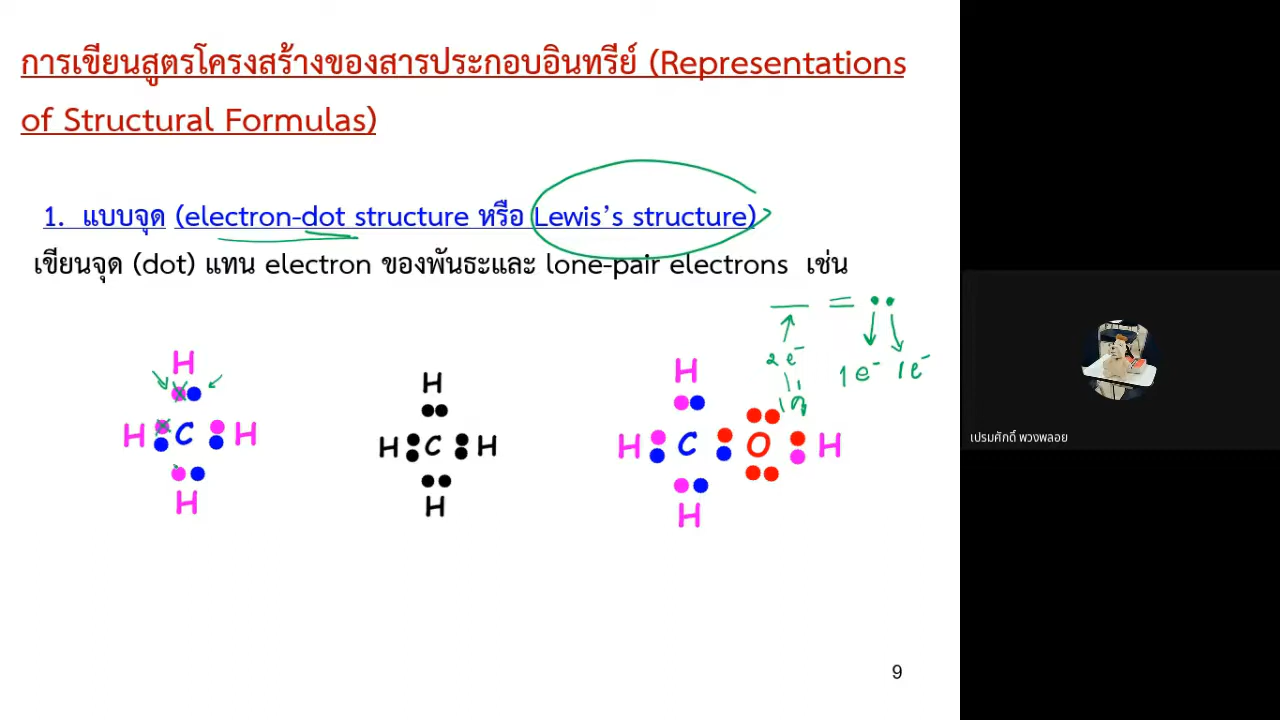 การเขียนสูตรโครงสร้างของสารประกอบอินทรีย์ (Representations
of Structural Formulas)
1. แบบจุด (electron-dot structure หรือ Lewis's structure)
เขียนจุด (dot) แทน electron ของพันธะและ lone-pair electrons เช่น
— = ••
2e⁻
1e⁻ 1e⁻
H
H C H
H
H
H C H
H
H
H C O H
H
เปรมศักดิ์ พวงพลอย
9